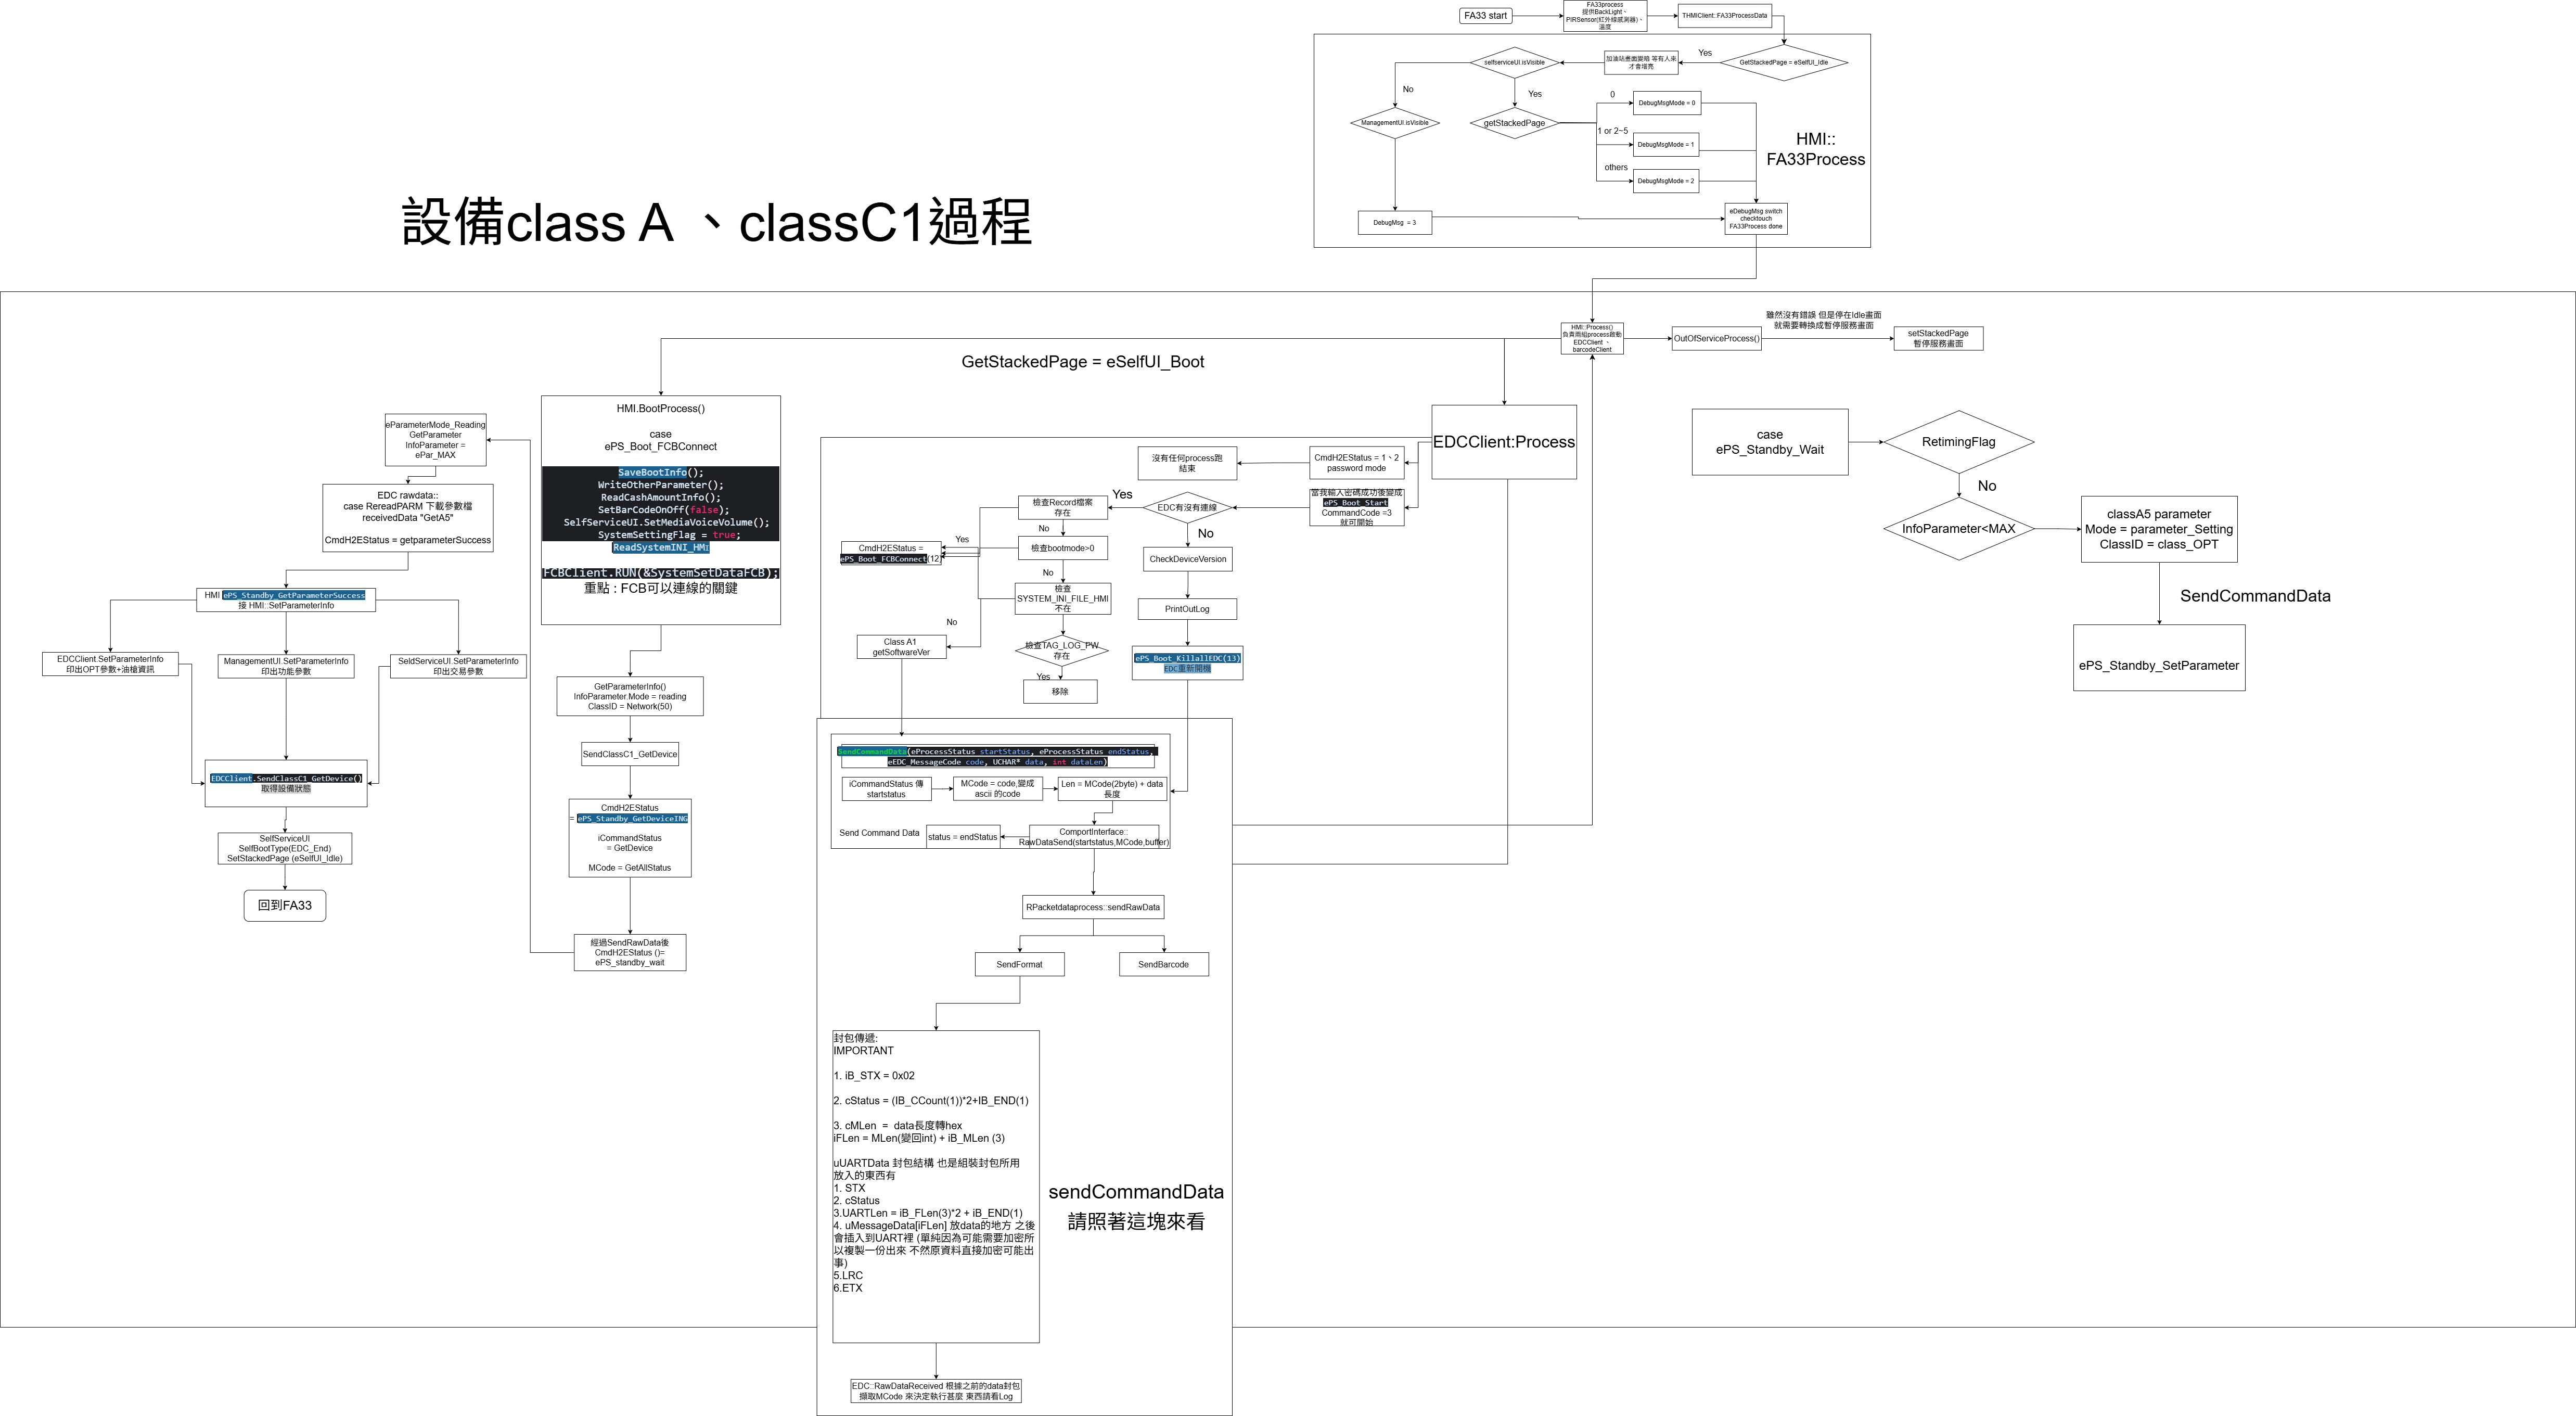 FA33 start
FA33process
提供BackLight、
PIRSensor(紅外線感測器)、
溫度
THMIClient::FA33ProcessData
GetStackedPage = eSelfUI_Idle
Yes
加油站畫面變暗 等有人來
才會增亮
selfserviceUI.isVisible
No
Yes
ManagementUI.isVisible
getStackedPage
0
DebugMsgMode = 0
1 or 2~5
DebugMsgMode = 1
others
DebugMsgMode = 2
HMI::
FA33Process
DebugMsg  = 3
eDebugMsg switch
checktouch
FA33Process done
設備class A 、classC1過程
HMI::Process()
負責兩組process啟動
EDCClient 、
barcodeClient
OutOfServiceProcess()
雖然沒有錯誤 但是停在Idle畫面
就需要轉換成暫停服務畫面
setStackedPage
暫停服務畫面
GetStackedPage = eSelfUI_Boot
HMI.BootProcess()
case
ePS_Boot_FCBConnect
SaveBootInfo();
WriteOtherParameter();
ReadCashAmountInfo();
SetBarCodeOnOff(false);
SelfServiceUI.SetMediaVoiceVolume();
SystemSettingFlag = true;
ReadSystemINI_HMI
FCBClient.RUN(&SystemSetDataFCB);
重點 : FCB可以連線的關鍵
GetParameterInfo()
InfoParameter.Mode = reading
ClassID = Network(50)
SendClassC1_GetDevice
CmdH2EStatus
= ePS_Standby_GetDeviceING
iCommandStatus
= GetDevice
MCode = GetAllStatus
經過SendRawData後
CmdH2EStatus ()=
ePS_standby_wait
eParameterMode_Reading
GetParameter
InfoParameter =
ePar_MAX
EDC rawdata::
case RereadPARM 下載參數檔
receivedData "GetA5"
CmdH2EStatus = getparameterSuccess
HMI ePS_Standby_GetParameterSuccess
接 HMI::SetParameterInfo
EDCClient.SetParameterInfo
印出OPT參數+油槍資訊
ManagementUI.SetParameterInfo
印出功能參數
SeldServiceUI.SetParameterInfo
印出交易參數
EDCClient.SendClassC1_GetDevice()
取得設備狀態
SelfServiceUI
SelfBootType(EDC_End)
SetStackedPage (eSelfUI_Idle)
回到FA33
EDCClient:Process
CmdH2EStatus = 1、2
password mode
沒有任何process跑
結束
當我輸入密碼成功後變成
ePS_Boot_Start
CommandCode =3
就可開始
EDC有沒有連線
Yes
No
檢查Record檔案
存在
No
檢查bootmode>0
No
檢查
SYSTEM_INI_FILE_HMI
不在
檢查TAG_LOG_PW
存在
Yes
移除
Yes
CmdH2EStatus =
ePS_Boot_FCBConnect(12)
No
Class A1
getSoftwareVer
CheckDeviceVersion
PrintOutLog
ePS_Boot_KillallEDC(13)
EDC重新開機
SendCommandData(eProcessStatus startStatus, eProcessStatus endStatus,
eEDC_MessageCode code, UCHAR* data, int dataLen)
iCommandStatus 傳
startstatus
MCode = code,變成
ascii 的code
Len = MCode(2byte) + data
長度
Send Command Data
status = endStatus
ComportInterface::
RawDataSend(startstatus,MCode,buffer)
RPacketdataprocess::sendRawData
SendFormat
SendBarcode
封包傳遞:
IMPORTANT
1. iB_STX = 0x02
2. cStatus = (IB_CCount(1))*2+IB_END(1)
3. cMLen  =  data長度轉hex
iFLen = MLen(變回int) + iB_MLen (3)
uUARTData 封包結構 也是組裝封包所用
放入的東西有
1. STX
2. cStatus
3.UARTLen = iB_FLen(3)*2 + iB_END(1)
4. uMessageData[iFLen] 放data的地方 之後
會插入到UART裡 (單純因為可能需要加密所
以複製一份出來 不然原資料直接加密可能出
事)
5.LRC
6.ETX
sendCommandData
請照著這塊來看
EDC::RawDataReceived 根據之前的data封包
擷取MCode 來決定執行甚麼 東西請看Log
case
ePS_Standby_Wait
RetimingFlag
No
InfoParameter<MAX
classA5 parameter
Mode = parameter_Setting
ClassID = class_OPT
SendCommandData
ePS_Standby_SetParameter